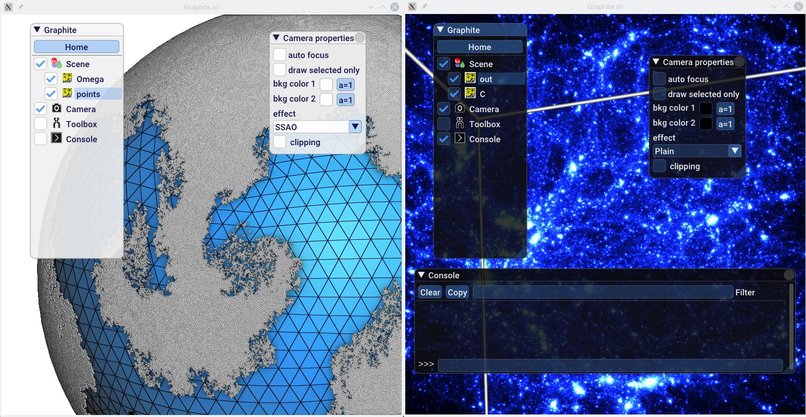 Graphite ///
Graphite
Home
Scene
Omega
points
Camera
Toolbox
Console
Camera properties
auto focus
draw selected only
bkg color 1
a=1
bkg color 2
a=1
effect
SSAO
clipping
Graphite ///
Graphite
Home
Scene
out
C
Camera
Toolbox
Console
Camera properties
auto focus
draw selected only
bkg color 1
a=1
bkg color 2
a=1
effect
Plain
clipping
Console
Clear
Copy
Filter
>>>